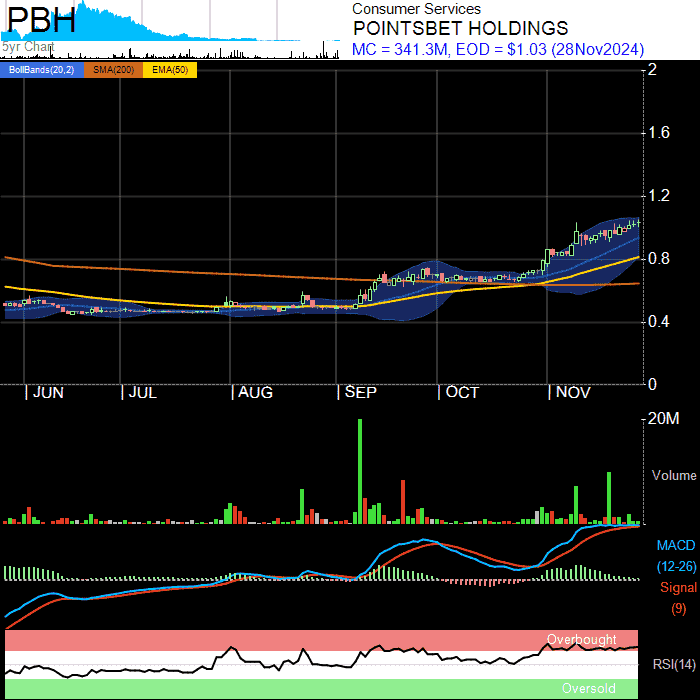 PBH
5yr Chart
Consumer Services
POINTSBET HOLDINGS
MC = 341.3M, EOD = $1.03 (28Nov2024)
BollBands(20,2) SMA(200) EMA(50)
2
1.6
1.2
0.8
0.4
0
JUN JUL AUG SEP OCT NOV
20M
Volume
MACD
(12-26)
Signal
(9)
Overbought
RSI(14)
Oversold